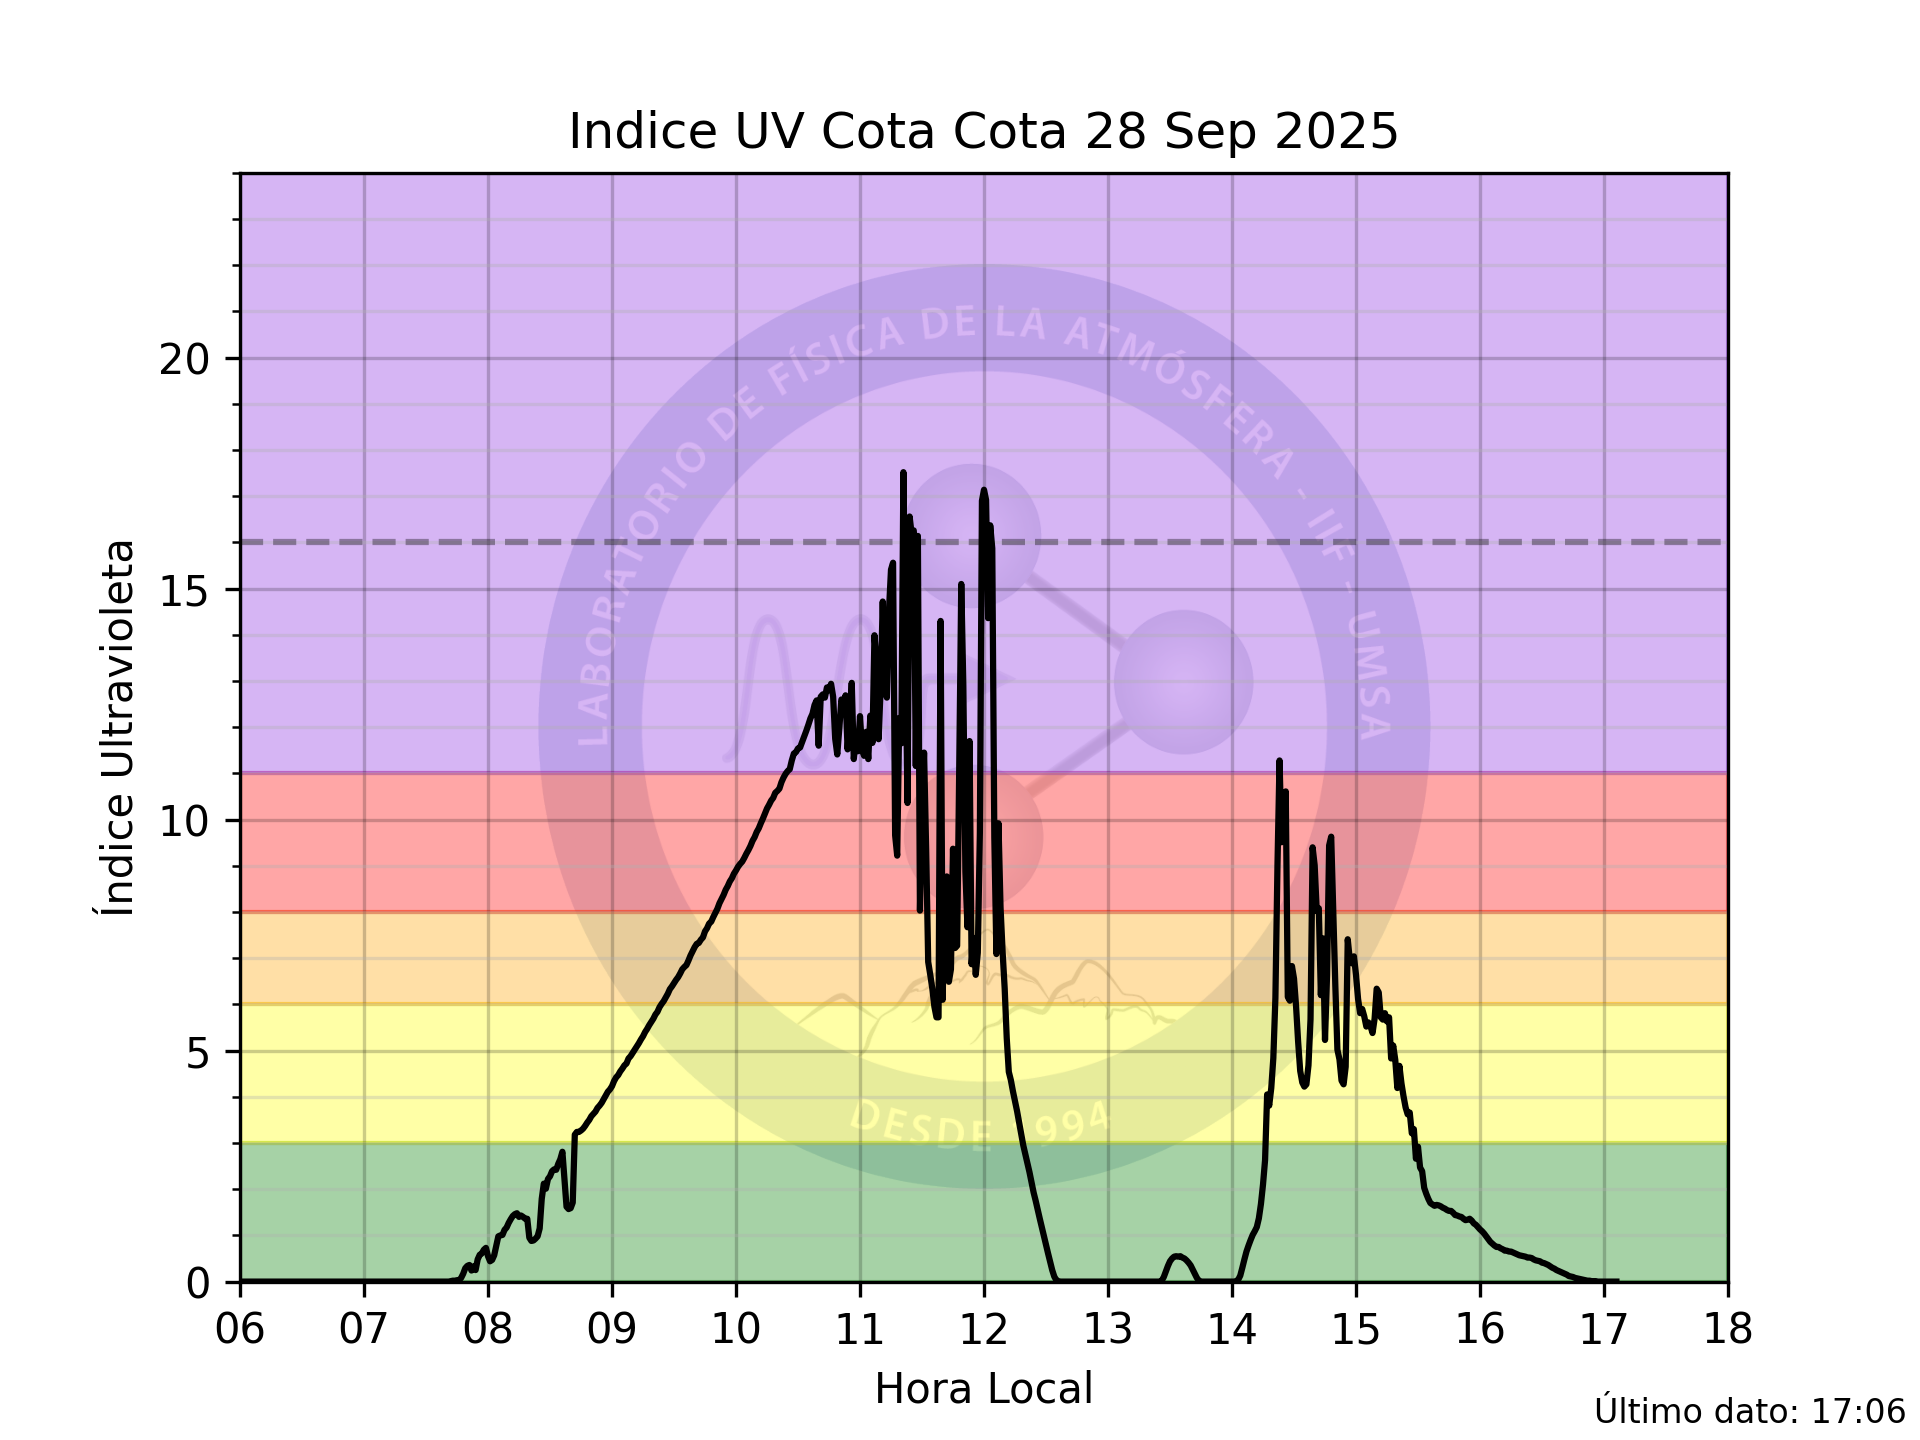 Indice UV Cota Cota 28 Sep 2025
LABORATORIO DE FÍSICA DE LA ATMÓSFERA - IIF - UMSA
20
15
10
5
0
Índice Ultravioleta
DESDE 1994
06 07 08 09 10 11 12 13 14 15 16 17 18
Hora Local
Último dato: 17:06